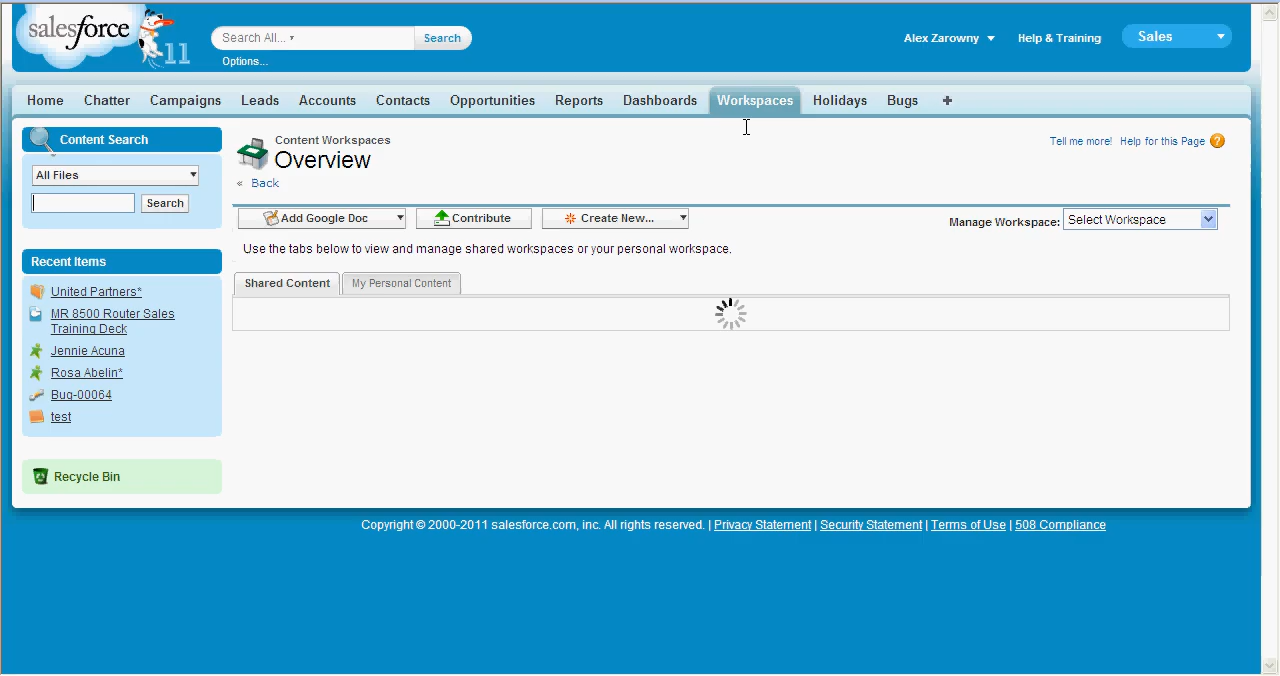 salesforce
11
Search All...
Search
Options...
Alex Zarowny
Help & Training
Sales
Home
Chatter
Campaigns
Leads
Accounts
Contacts
Opportunities
Reports
Dashboards
Workspaces
Holidays
Bugs
+
Content Search
All Files
Search
Recent Items
United Partners*
MR 8500 Router Sales
Training Deck
Jennie Acuna
Rosa Abelin*
Bug-00064
test
Recycle Bin
Content Workspaces
Overview
« Back
Tell me more!
Help for this Page
?
Add Google Doc
Contribute
Create New...
Manage Workspace:
Select Workspace
Use the tabs below to view and manage shared workspaces or your personal workspace.
Shared Content
My Personal Content
Copyright © 2000-2011 salesforce.com, inc. All rights reserved. | Privacy Statement | Security Statement | Terms of Use | 508 Compliance